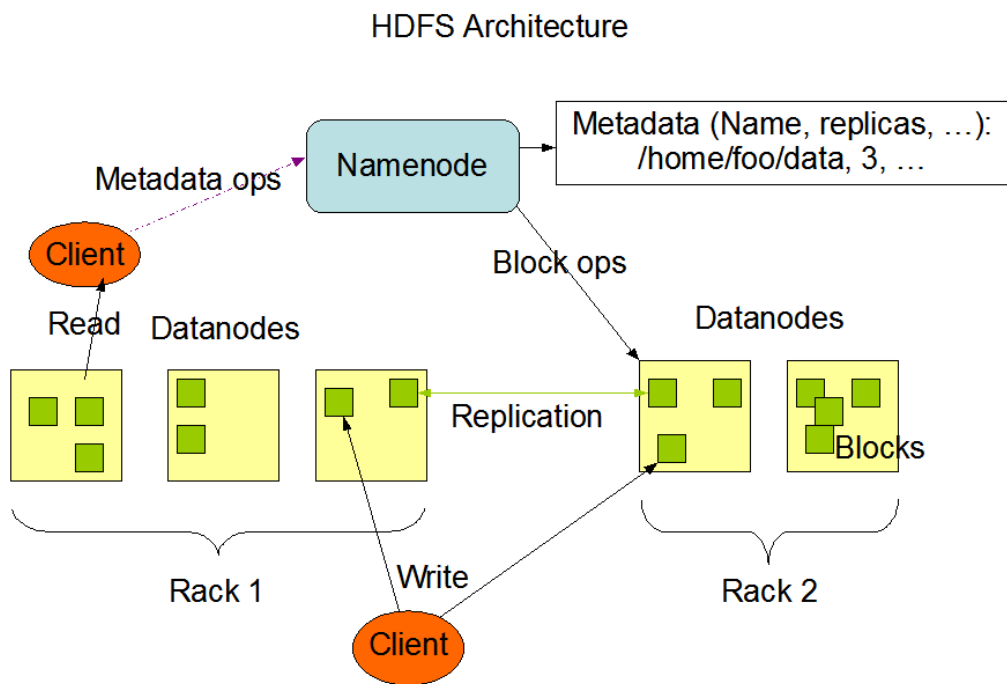 HDFS Architecture
Metadata (Name, replicas, …):
/home/foo/data, 3, …
Namenode
Metadata ops
Client
Block ops
Read
Datanodes
Datanodes
Replication
Blocks
Rack 1
Write
Rack 2
Client